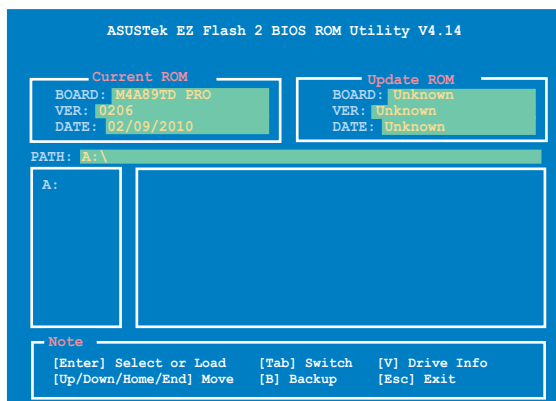 ASUSTek EZ Flash 2 BIOS ROM Utility V4.14
Current ROM
BOARD: M4A89TD PRO
VER: 0206
DATE: 02/09/2010
Update ROM
BOARD: Unknown
VER: Unknown
DATE: Unknown
PATH: A:\
A:
Note
[Enter] Select or Load [Tab] Switch [V] Drive Info
[Up/Down/Home/End] Move [B] Backup [Esc] Exit